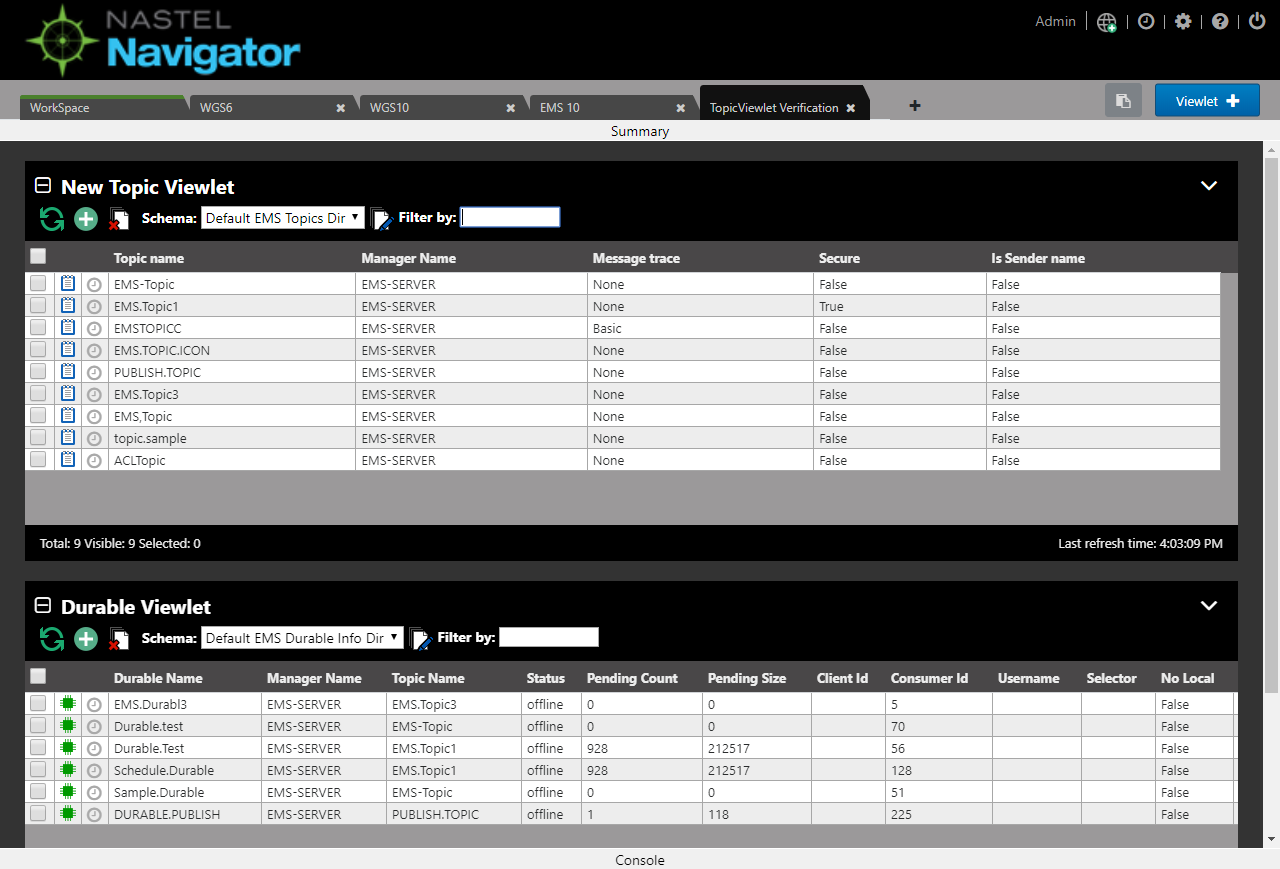 NASTEL
Navigator
Admin
WorkSpace WGS6 WGS10 EMS 10 TopicViewlet Verification Viewlet
Summary
New Topic Viewlet
Schema: Default EMS Topics Dir Filter by:
Topic name Manager Name Message trace Secure Is Sender name
EMS-Topic EMS-SERVER None False False
EMS.Topic1 EMS-SERVER None True False
EMSTOPICC EMS-SERVER Basic False False
EMS.TOPIC.ICON EMS-SERVER None False False
PUBLISH.TOPIC EMS-SERVER None False False
EMS.Topic3 EMS-SERVER None False False
EMS,Topic EMS-SERVER None False False
topic.sample EMS-SERVER None False False
ACLTopic EMS-SERVER None False False
Total: 9 Visible: 9 Selected: 0 Last refresh time: 4:03:09 PM
Durable Viewlet
Schema: Default EMS Durable Info Dir Filter by:
Durable Name Manager Name Topic Name Status Pending Count Pending Size Client Id Consumer Id Username Selector No Local
EMS.Durabl3 EMS-SERVER EMS.Topic3 offline 0 0 5 False
Durable.test EMS-SERVER EMS-Topic offline 0 0 70 False
Durable.Test EMS-SERVER EMS.Topic1 offline 928 212517 56 False
Schedule.Durable EMS-SERVER EMS.Topic1 offline 928 212517 128 False
Sample.Durable EMS-SERVER EMS-Topic offline 0 0 51 False
DURABLE.PUBLISH EMS-SERVER PUBLISH.TOPIC offline 1 118 225 False
Console